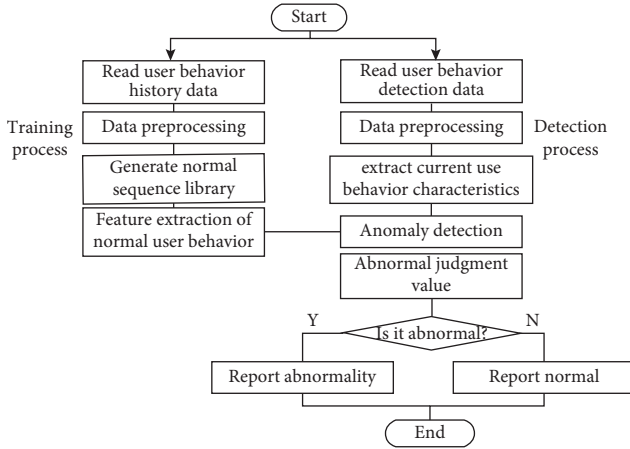 Start
Read user behavior
history data
Read user behavior
detection data
Training
process
Data preprocessing
Data preprocessing
Detection
process
Generate normal
sequence library
extract current use
behavior characteristics
Feature extraction of
normal user behavior
Anomaly detection
Abnormal judgment
value
Y
Is it abnormal?
N
Report abnormality
Report normal
End